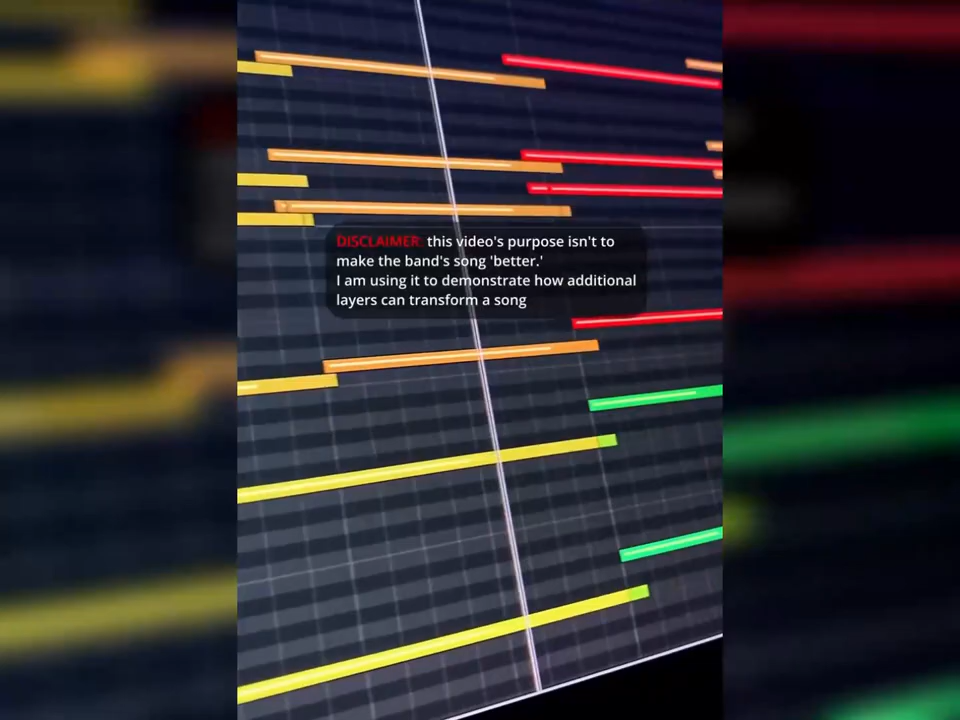 DISCLAIMER: this video's purpose isn't to
make the band's song 'better.'
I am using it to demonstrate how additional
layers can transform a song